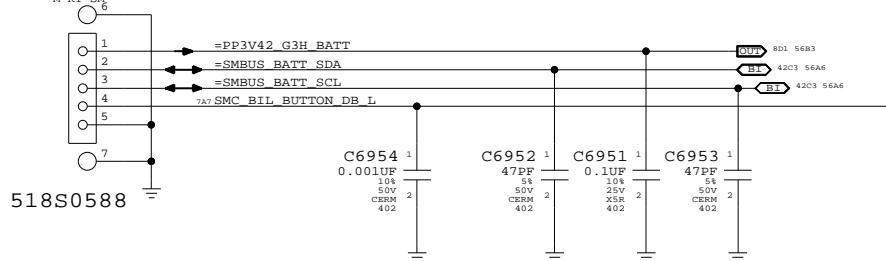 6
1 =PP3V42_G3H_BATT OUT 8D1 56B3
2 =SMBUS_BATT_SDA BI 42C3 56A6
3 =SMBUS_BATT_SCL BI 42C3 56A6
4 7A7 SMC_BIL_BUTTON_DB_L
5
7
518S0588
C6954 1
0.001UF
10%
50V
CERM 2
402
C6952 1
47PF
5%
50V
CERM 2
402
C6951 1
0.1UF
10%
25V
X5R 2
402
C6953 1
47PF
5%
50V
CERM 2
402